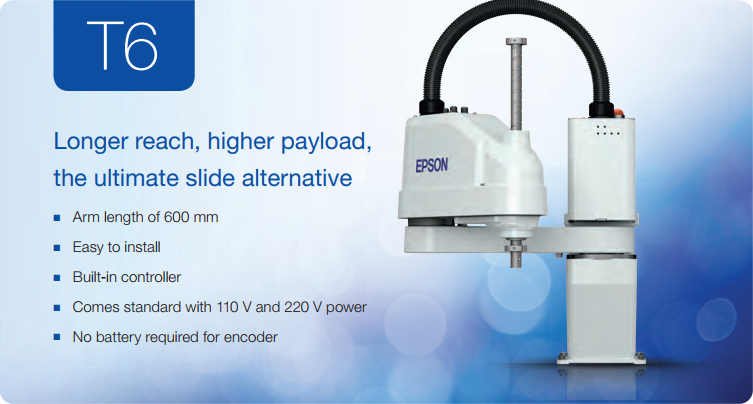 T6
Longer reach, higher payload,
the ultimate slide alternative
Arm length of 600 mm
Easy to install
Built-in controller
Comes standard with 110 V and 220 V power
No battery required for encoder
EPSON